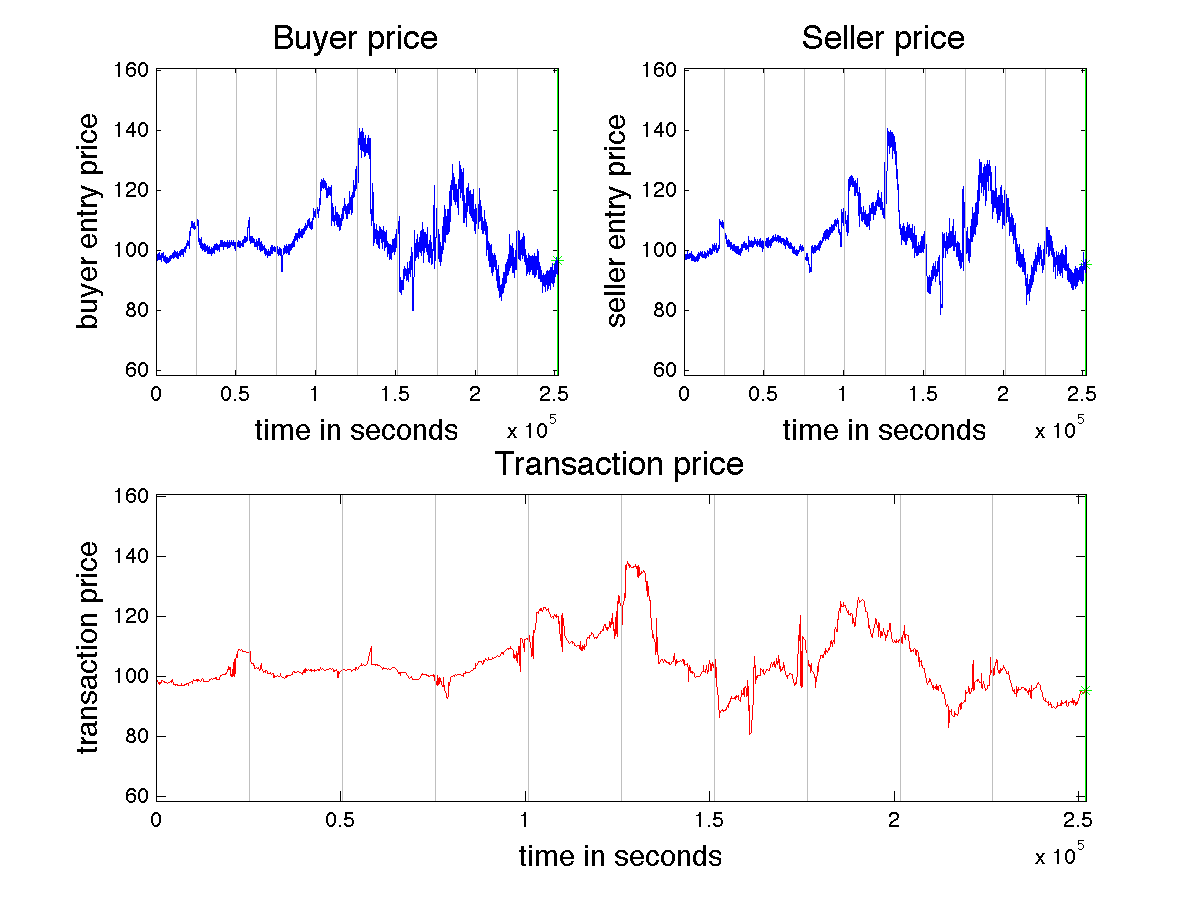 Buyer price
160
140
120
100
80
60
buyer entry price
0 0.5 1 1.5 2 2.5
time in seconds
x 10^5
Seller price
160
140
120
100
80
60
seller entry price
0 0.5 1 1.5 2 2.5
time in seconds
x 10^5
Transaction price
160
140
120
100
80
60
transaction price
0 0.5 1 1.5 2 2.5
time in seconds
x 10^5